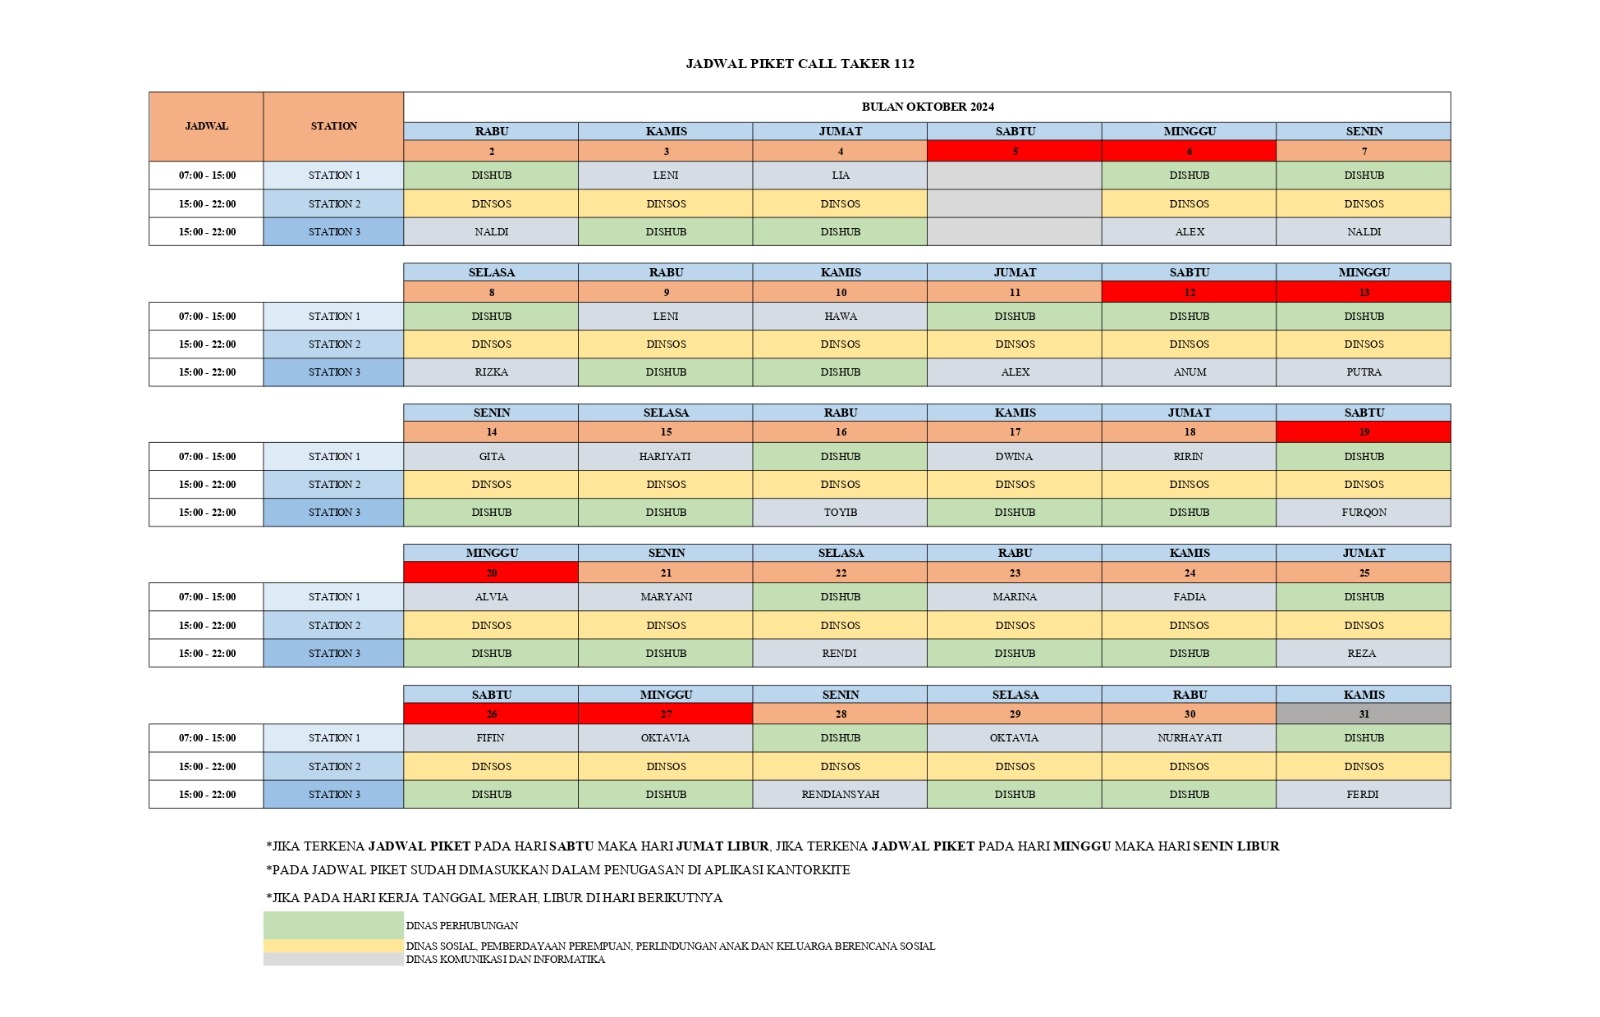 JADWAL PIKET CALL TAKER 112
JADWAL STATION BULAN OKTOBER 2024
RABU KAMIS JUMAT SABTU MINGGU SENIN
2 3 4 5 6 7
07:00 - 15:00 STATION 1 DISHUB LENI LIA DISHUB DISHUB
15:00 - 22:00 STATION 2 DINSOS DINSOS DINSOS DINSOS DINSOS
15:00 - 22:00 STATION 3 NALDI DISHUB DISHUB ALEX NALDI
SELASA RABU KAMIS JUMAT SABTU MINGGU
8 9 10 11 12 13
07:00 - 15:00 STATION 1 DISHUB LENI HAWA DISHUB DISHUB DISHUB
15:00 - 22:00 STATION 2 DINSOS DINSOS DINSOS DINSOS DINSOS DINSOS
15:00 - 22:00 STATION 3 RIZKA DISHUB DISHUB ALEX ANUM PUTRA
SENIN SELASA RABU KAMIS JUMAT SABTU
14 15 16 17 18 19
07:00 - 15:00 STATION 1 GITA HARIYATI DISHUB DWINA RIRIN DISHUB
15:00 - 22:00 STATION 2 DINSOS DINSOS DINSOS DINSOS DINSOS DINSOS
15:00 - 22:00 STATION 3 DISHUB DISHUB TOYIB DISHUB DISHUB FURQON
MINGGU SENIN SELASA RABU KAMIS JUMAT
20 21 22 23 24 25
07:00 - 15:00 STATION 1 ALVIA MARYANI DISHUB MARINA FADIA DISHUB
15:00 - 22:00 STATION 2 DINSOS DINSOS DINSOS DINSOS DINSOS DINSOS
15:00 - 22:00 STATION 3 DISHUB DISHUB RENDI DISHUB DISHUB REZA
SABTU MINGGU SENIN SELASA RABU KAMIS
26 27 28 29 30 31
07:00 - 15:00 STATION 1 FIFIN OKTAVIA DISHUB OKTAVIA NURHAYATI DISHUB
15:00 - 22:00 STATION 2 DINSOS DINSOS DINSOS DINSOS DINSOS DINSOS
15:00 - 22:00 STATION 3 DISHUB DISHUB RENDIANSYAH DISHUB DISHUB FERDI
*JIKA TERKENA JADWAL PIKET PADA HARI SABTU MAKA HARI JUMAT LIBUR, JIKA TERKENA JADWAL PIKET PADA HARI MINGGU MAKA HARI SENIN LIBUR
*PADA JADWAL PIKET SUDAH DIMASUKKAN DALAM PENUGASAN DI APLIKASI KANTORKITE
*JIKA PADA HARI KERJA TANGGAL MERAH, LIBUR DI HARI BERIKUTNYA
DINAS PERHUBUNGAN
DINAS SOSIAL, PEMBERDAYAAN PEREMPUAN, PERLINDUNGAN ANAK DAN KELUARGA BERENCANA SOSIAL
DINAS KOMUNIKASI DAN INFORMATIKA